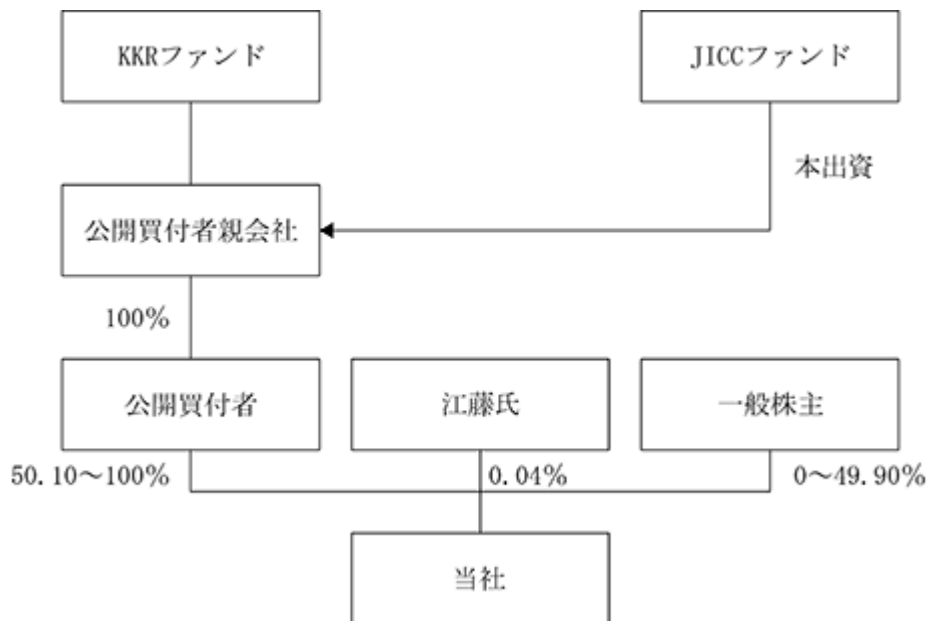 KKRファンド
JICCファンド
本出資
公開買付者親会社
100%
公開買付者
江藤氏
一般株主
50.10～100%
0.04%
0～49.90%
当社